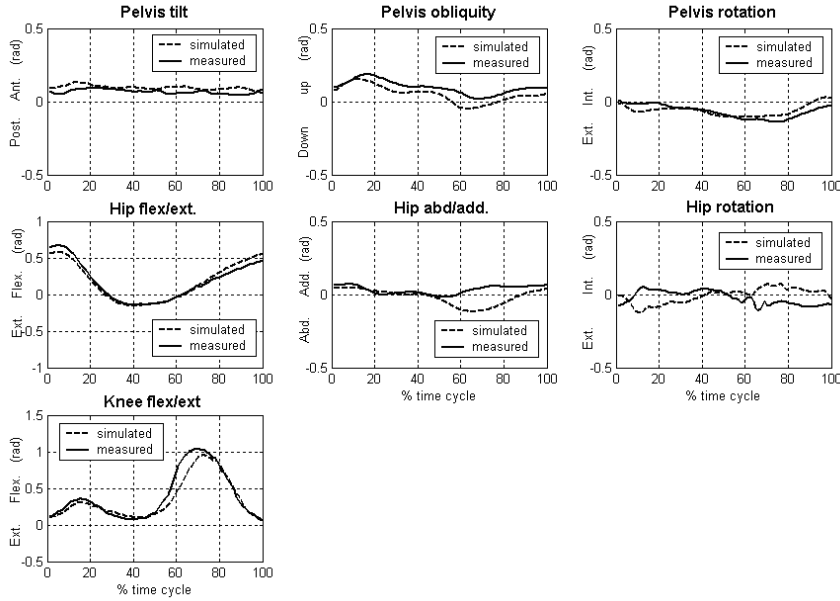 Pelvis tilt
0.5
0
-0.5
Post. Ant. (rad)
simulated
measured
0 20 40 60 80 100
Pelvis obliquity
0.5
0
-0.5
Down up (rad)
simulated
measured
0 20 40 60 80 100
Pelvis rotation
0.5
0
-0.5
Ext. Int. (rad)
simulated
measured
0 20 40 60 80 100
Hip flex/ext.
1
0.5
0
-0.5
-1
Ext. Flex. (rad)
simulated
measured
0 20 40 60 80 100
Hip abd/add.
0.5
0
-0.5
Abd. Add. (rad)
simulated
measured
0 20 40 60 80 100
% time cycle
Hip rotation
0.5
0
-0.5
Ext. Int. (rad)
simulated
measured
0 20 40 60 80 100
% time cycle
Knee flex/ext
1.5
1
0.5
0
-0.5
Ext. Flex. (rad)
simulated
measured
0 20 40 60 80 100
% time cycle